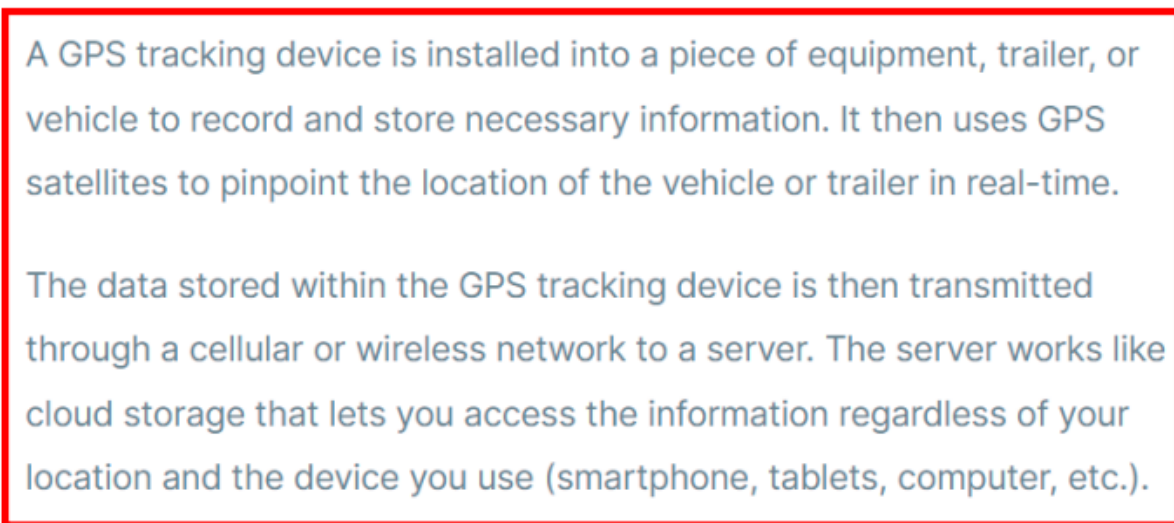 A GPS tracking device is installed into a piece of equipment, trailer, or
vehicle to record and store necessary information. It then uses GPS
satellites to pinpoint the location of the vehicle or trailer in real-time.
The data stored within the GPS tracking device is then transmitted
through a cellular or wireless network to a server. The server works like
cloud storage that lets you access the information regardless of your
location and the device you use (smartphone, tablets, computer, etc.).